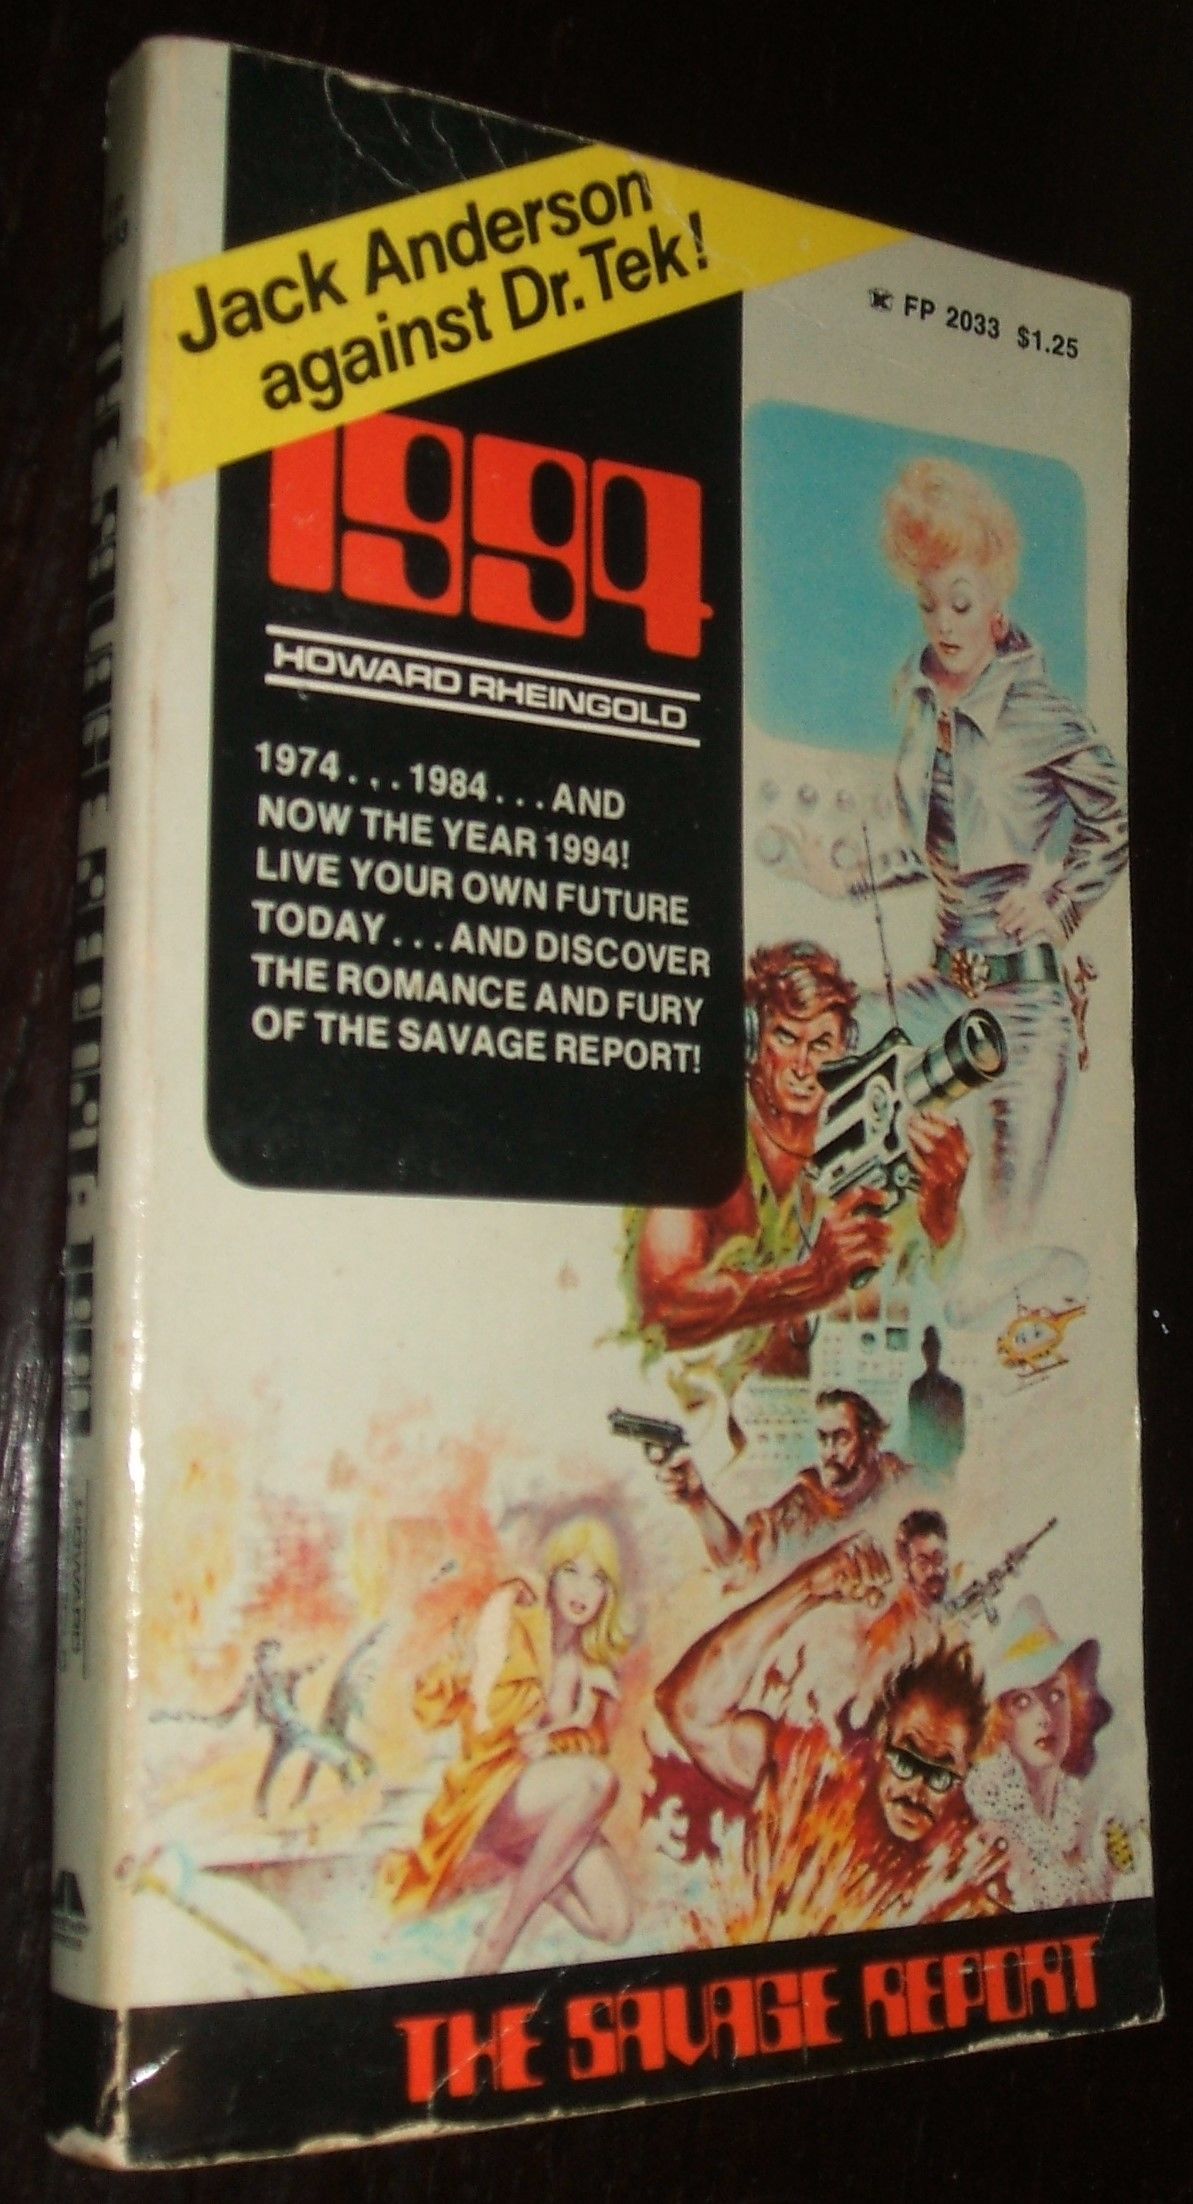 Jack Anderson
against Dr. Tek!
FP 2033 $1.25
1994
HOWARD RHEINGOLD
1974...1984...AND
NOW THE YEAR 1994!
LIVE YOUR OWN FUTURE
TODAY...AND DISCOVER
THE ROMANCE AND FURY
OF THE SAVAGE REPORT!
THE SAVAGE REPORT